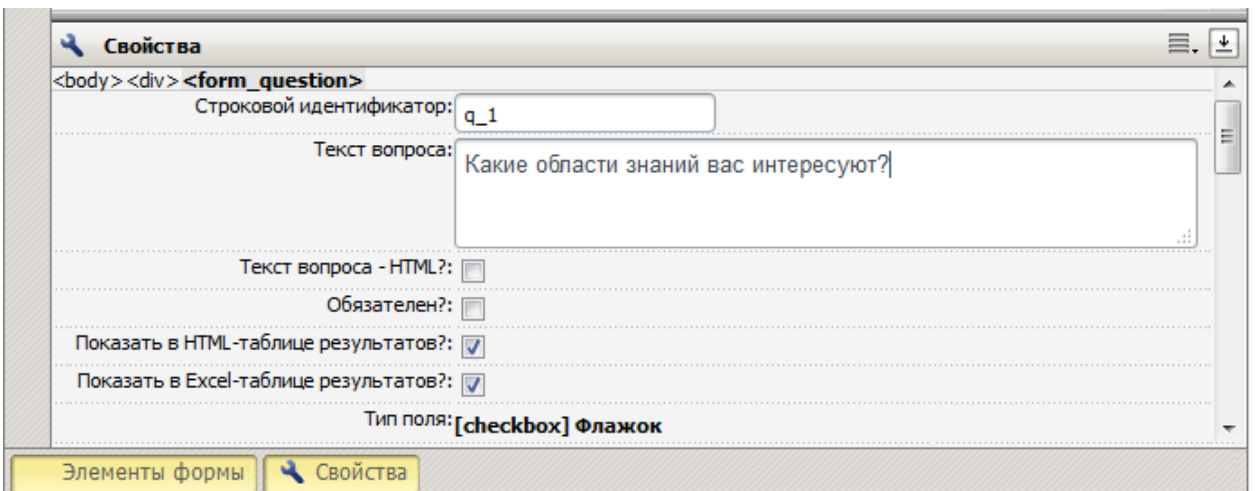 Свойства
<body> <div> <form_question>
Строковой идентификатор: q_1
Текст вопроса: Какие области знаний вас интересуют?
Текст вопроса - HTML?:
Обязателен?:
Показать в HTML-таблице результатов?:
Показать в Excel-таблице результатов?:
Тип поля: [checkbox] Флажок
Элементы формы Свойства